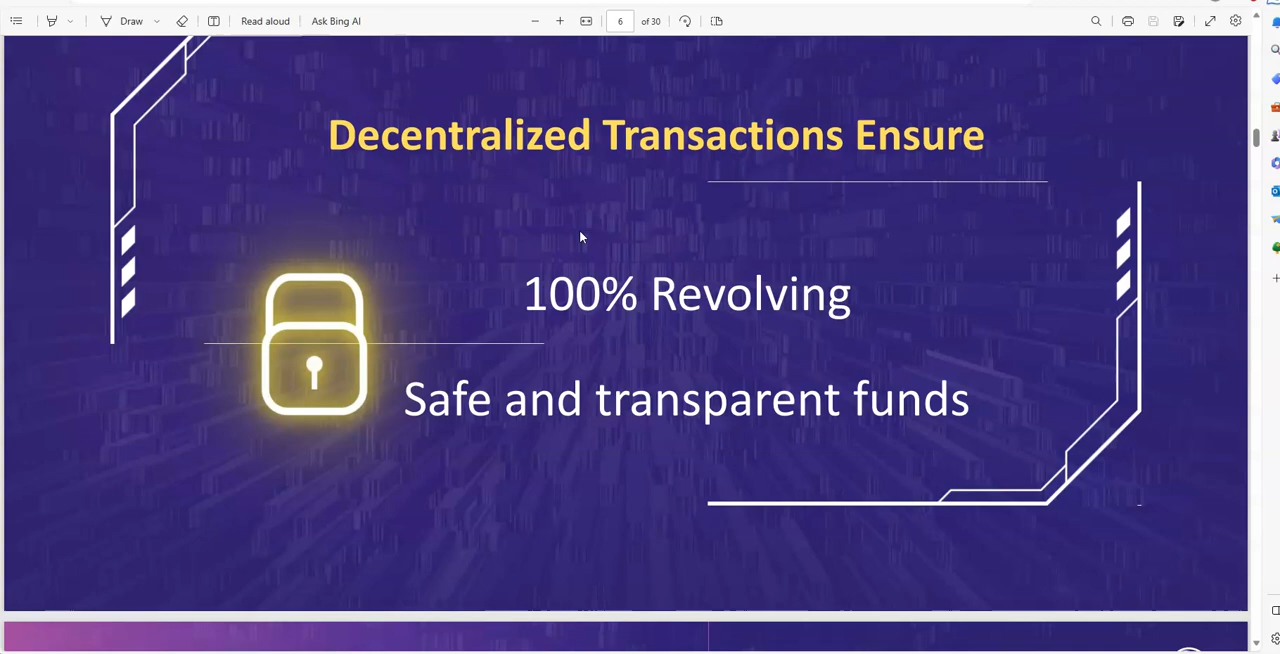 Draw
Read aloud
Ask Bing AI
6
of 30
Decentralized Transactions Ensure
100% Revolving
Safe and transparent funds